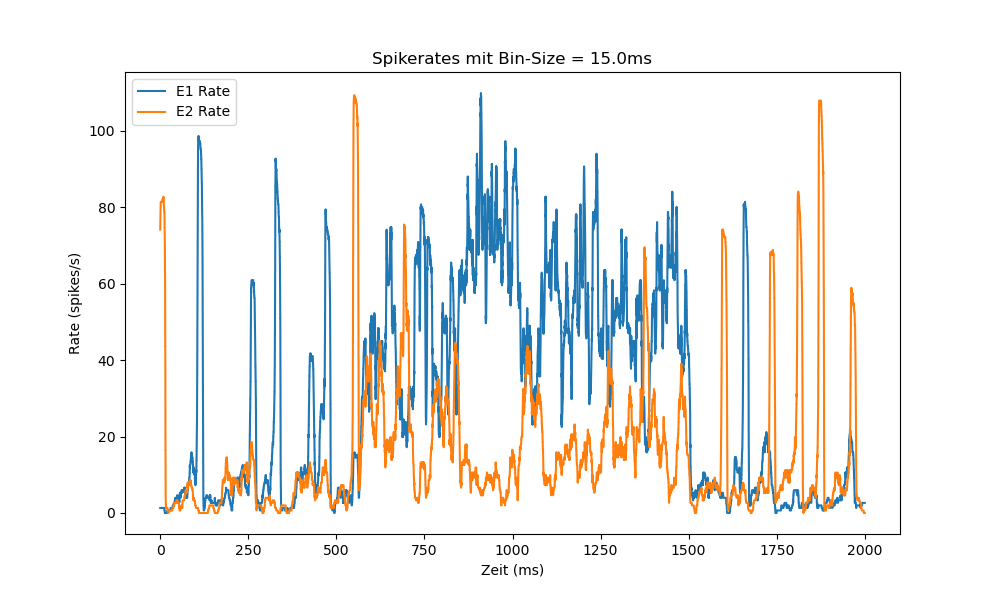 Spikerates mit Bin-Size = 15.0ms
E1 Rate
E2 Rate
100
80
60
40
20
0
Rate (spikes/s)
0 250 500 750 1000 1250 1500 1750 2000
Zeit (ms)